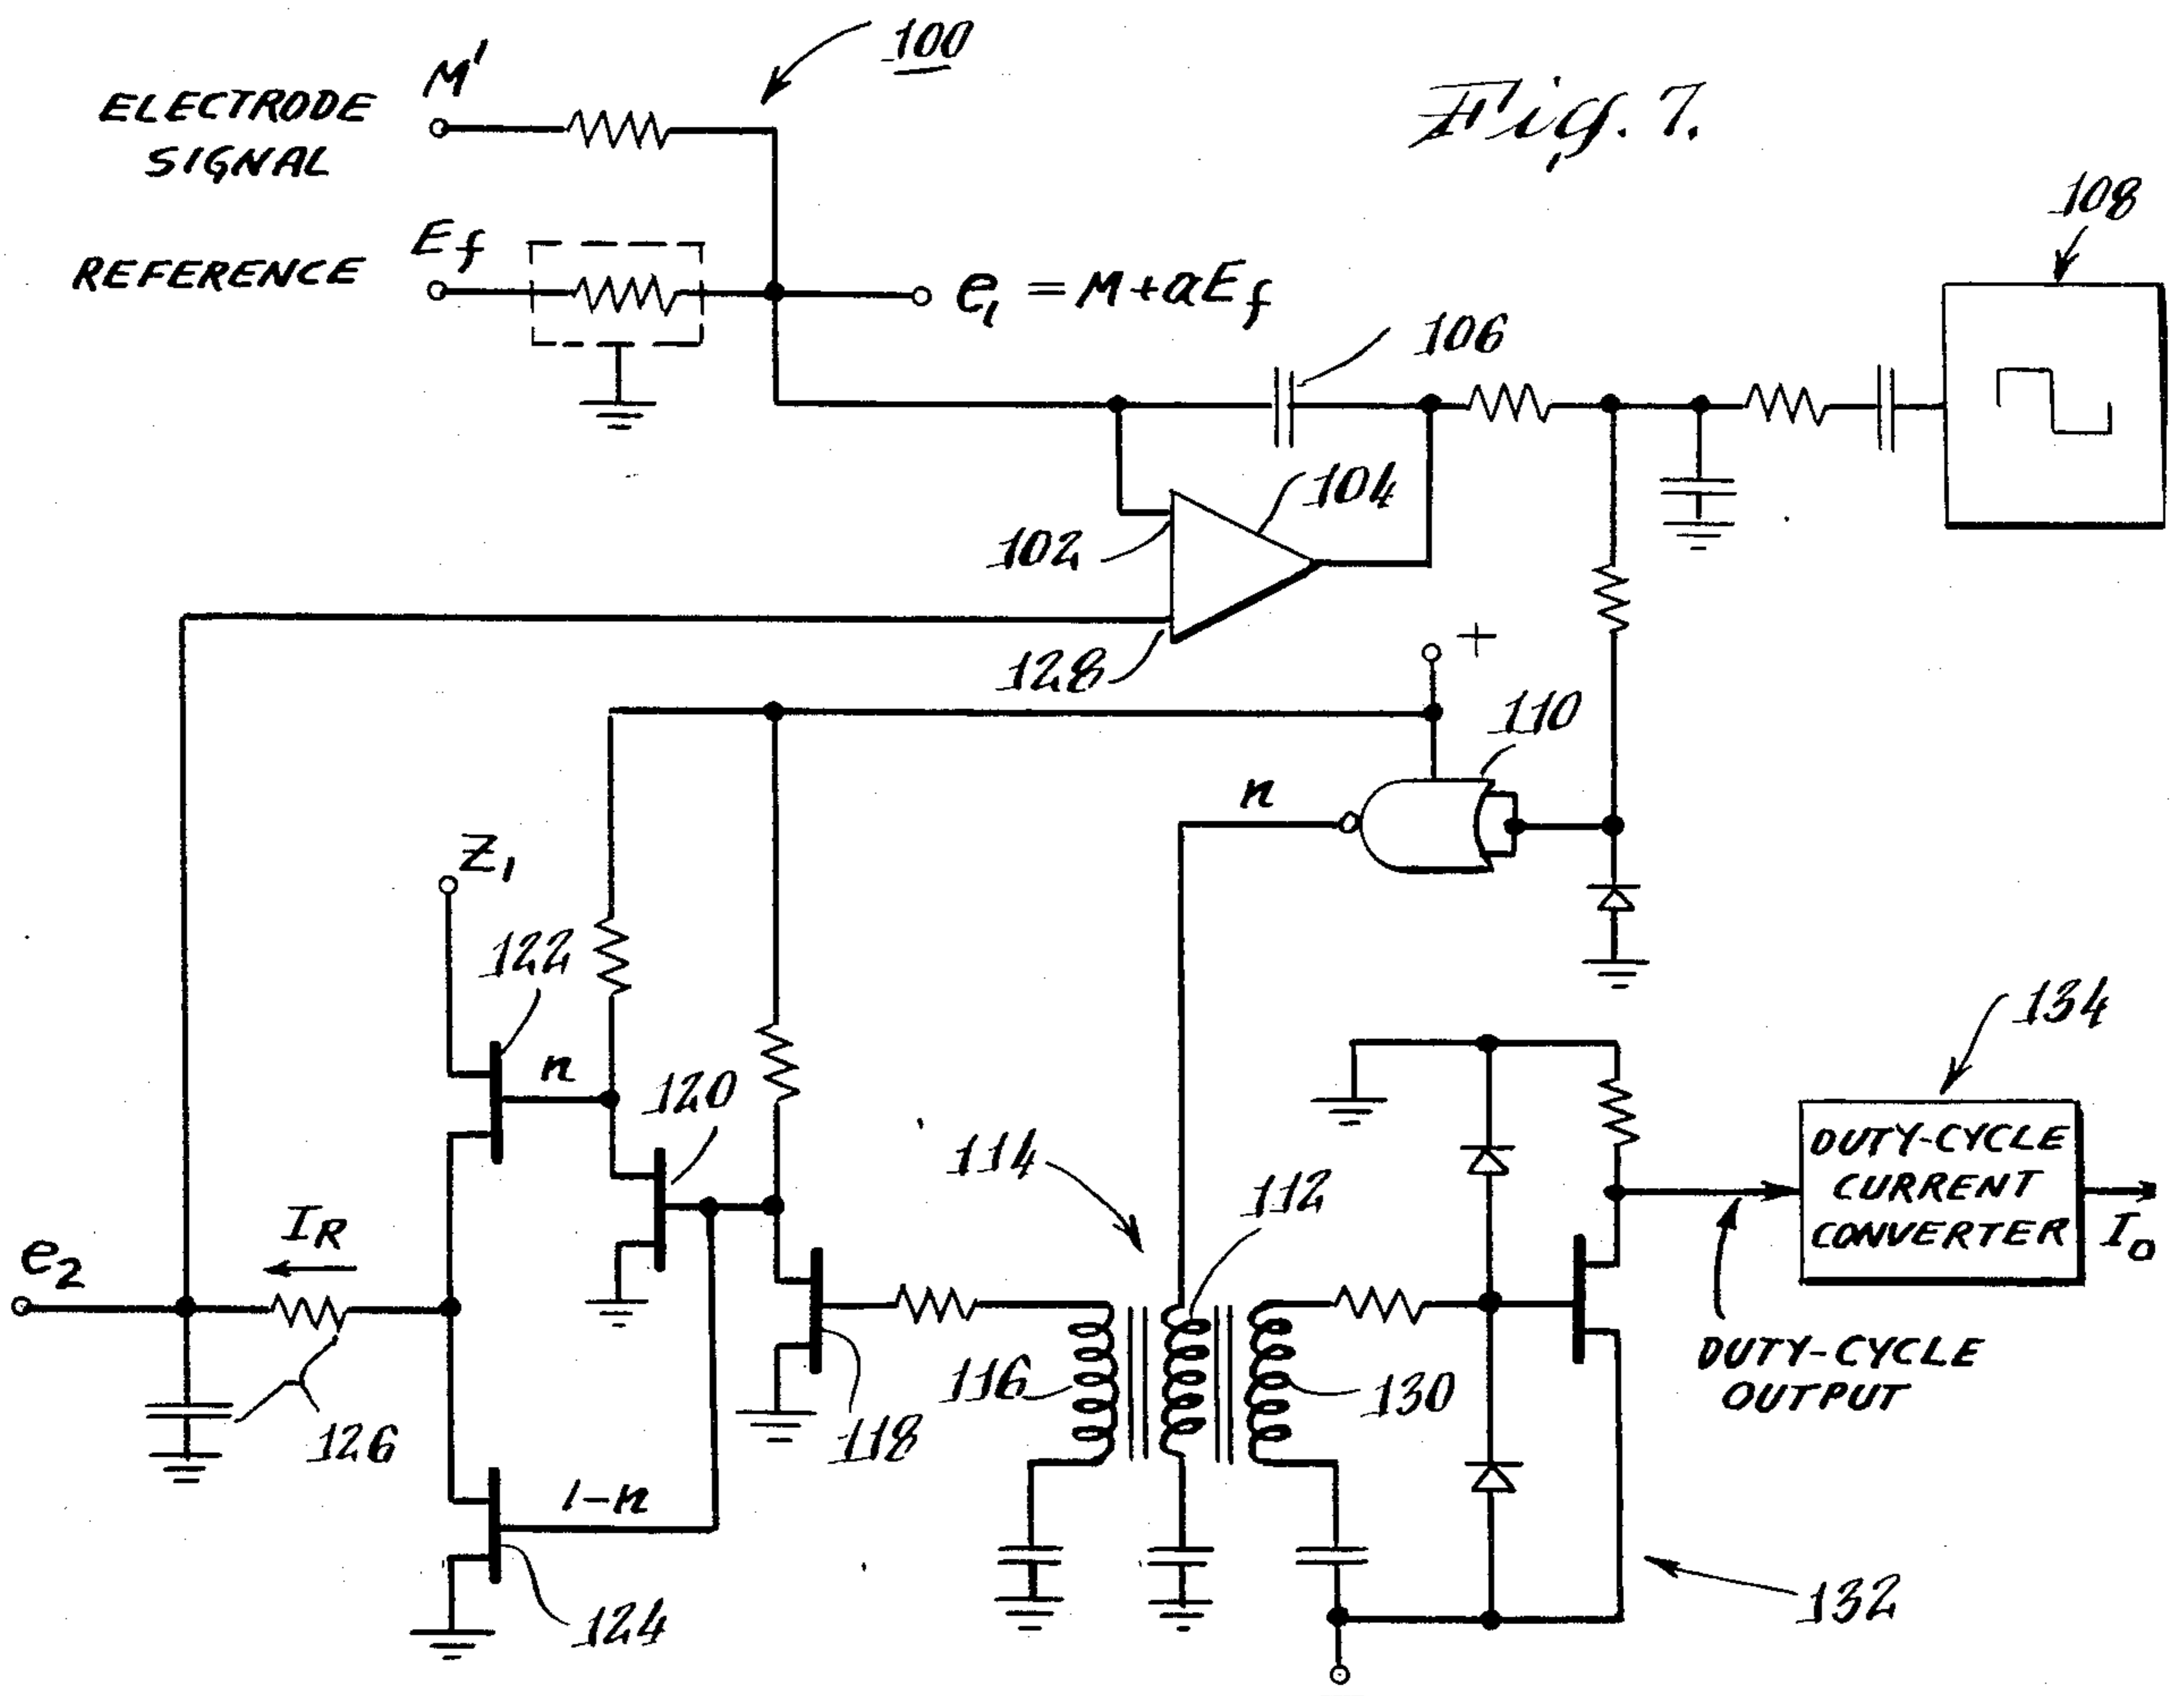 Fig. 7.
100
M'
ELECTRODE
SIGNAL
Ef
REFERENCE
e1 = M+aEf
106
108
104
102
128
+
110
n
Z1
122
n
120
114
112
134
DUTY-CYCLE
CURRENT
CONVERTER
Io
IR
e2
126
116
118
130
DUTY-CYCLE
OUTPUT
1-n
124
132